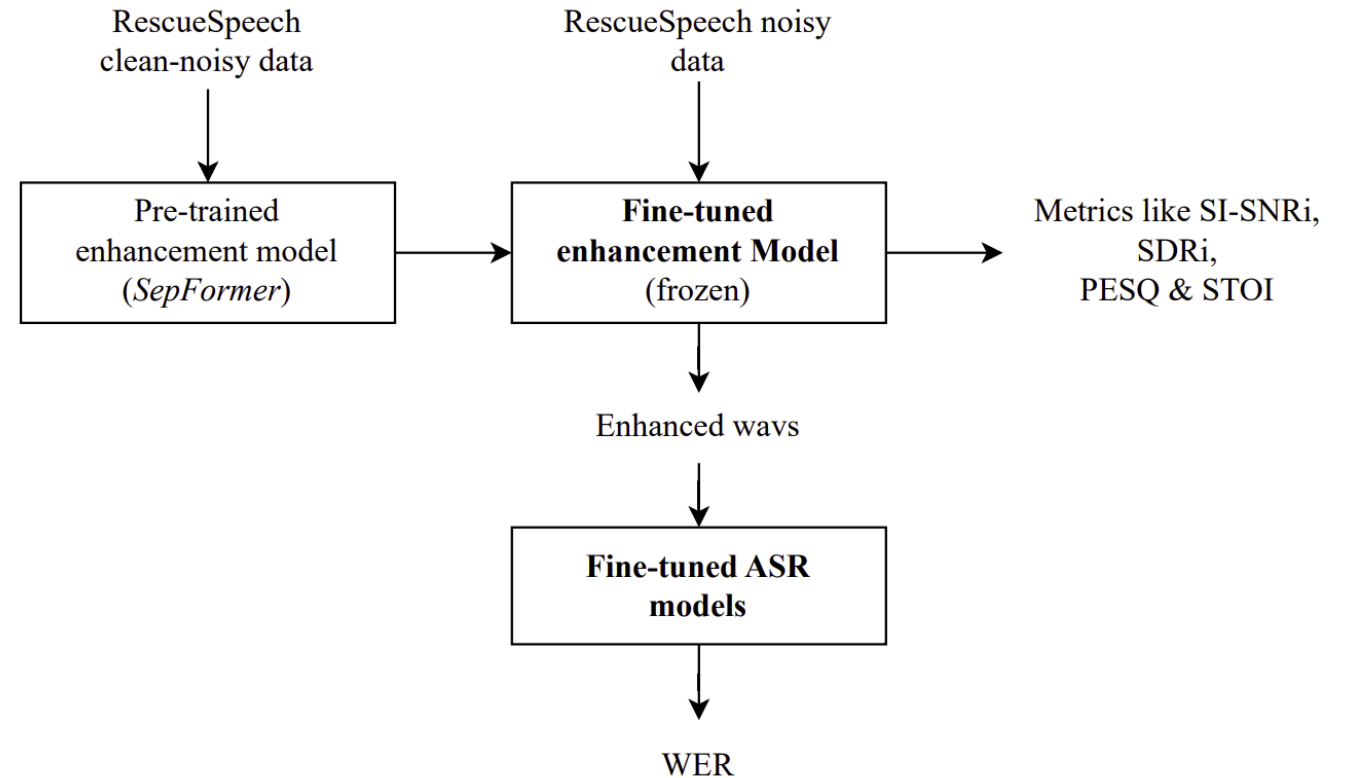 RescueSpeech
clean-noisy data
RescueSpeech noisy
data
Pre-trained
enhancement model
(SepFormer)
Fine-tuned
enhancement Model
(frozen)
Metrics like SI-SNRi,
SDRi,
PESQ & STOI
Enhanced wavs
Fine-tuned ASR
models
WER